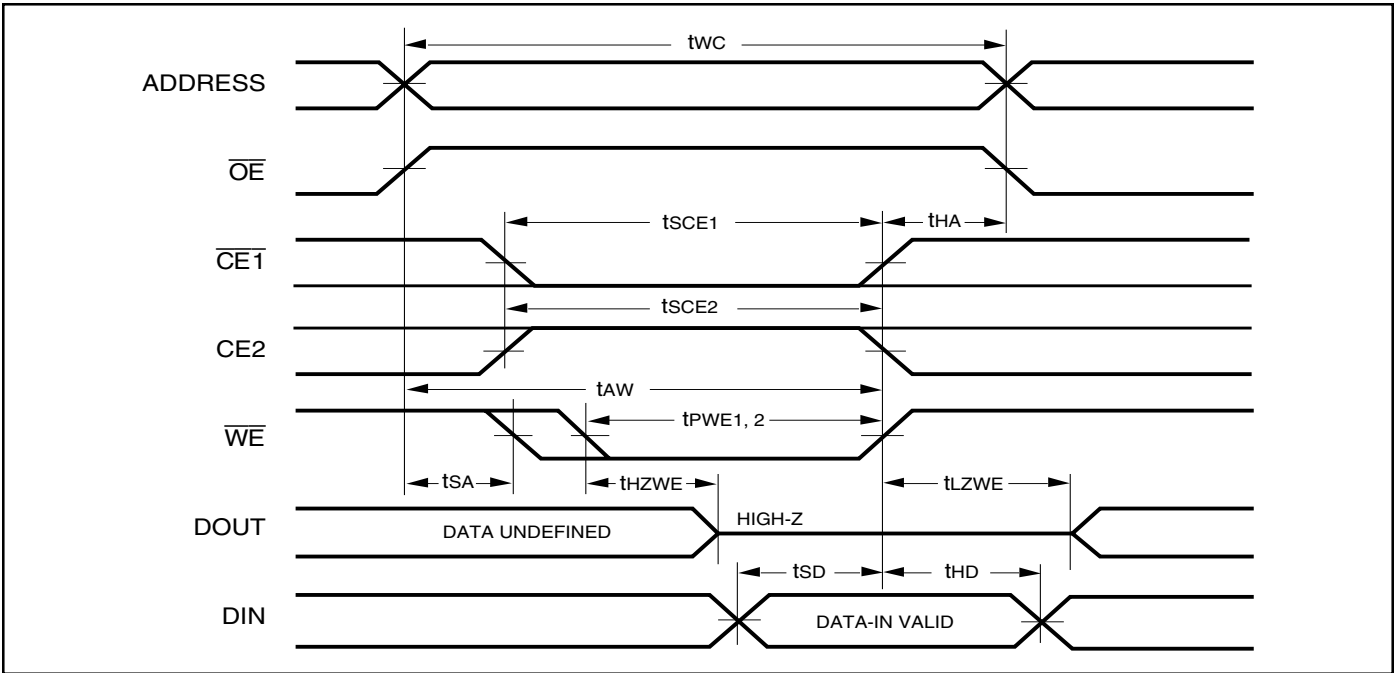 tWC
ADDRESS
OE
tSCE1
tHA
CE1
tSCE2
CE2
tAW
tPWE1, 2
WE
tSA
tHZWE
tLZWE
DOUT
DATA UNDEFINED
HIGH-Z
tSD
tHD
DIN
DATA-IN VALID